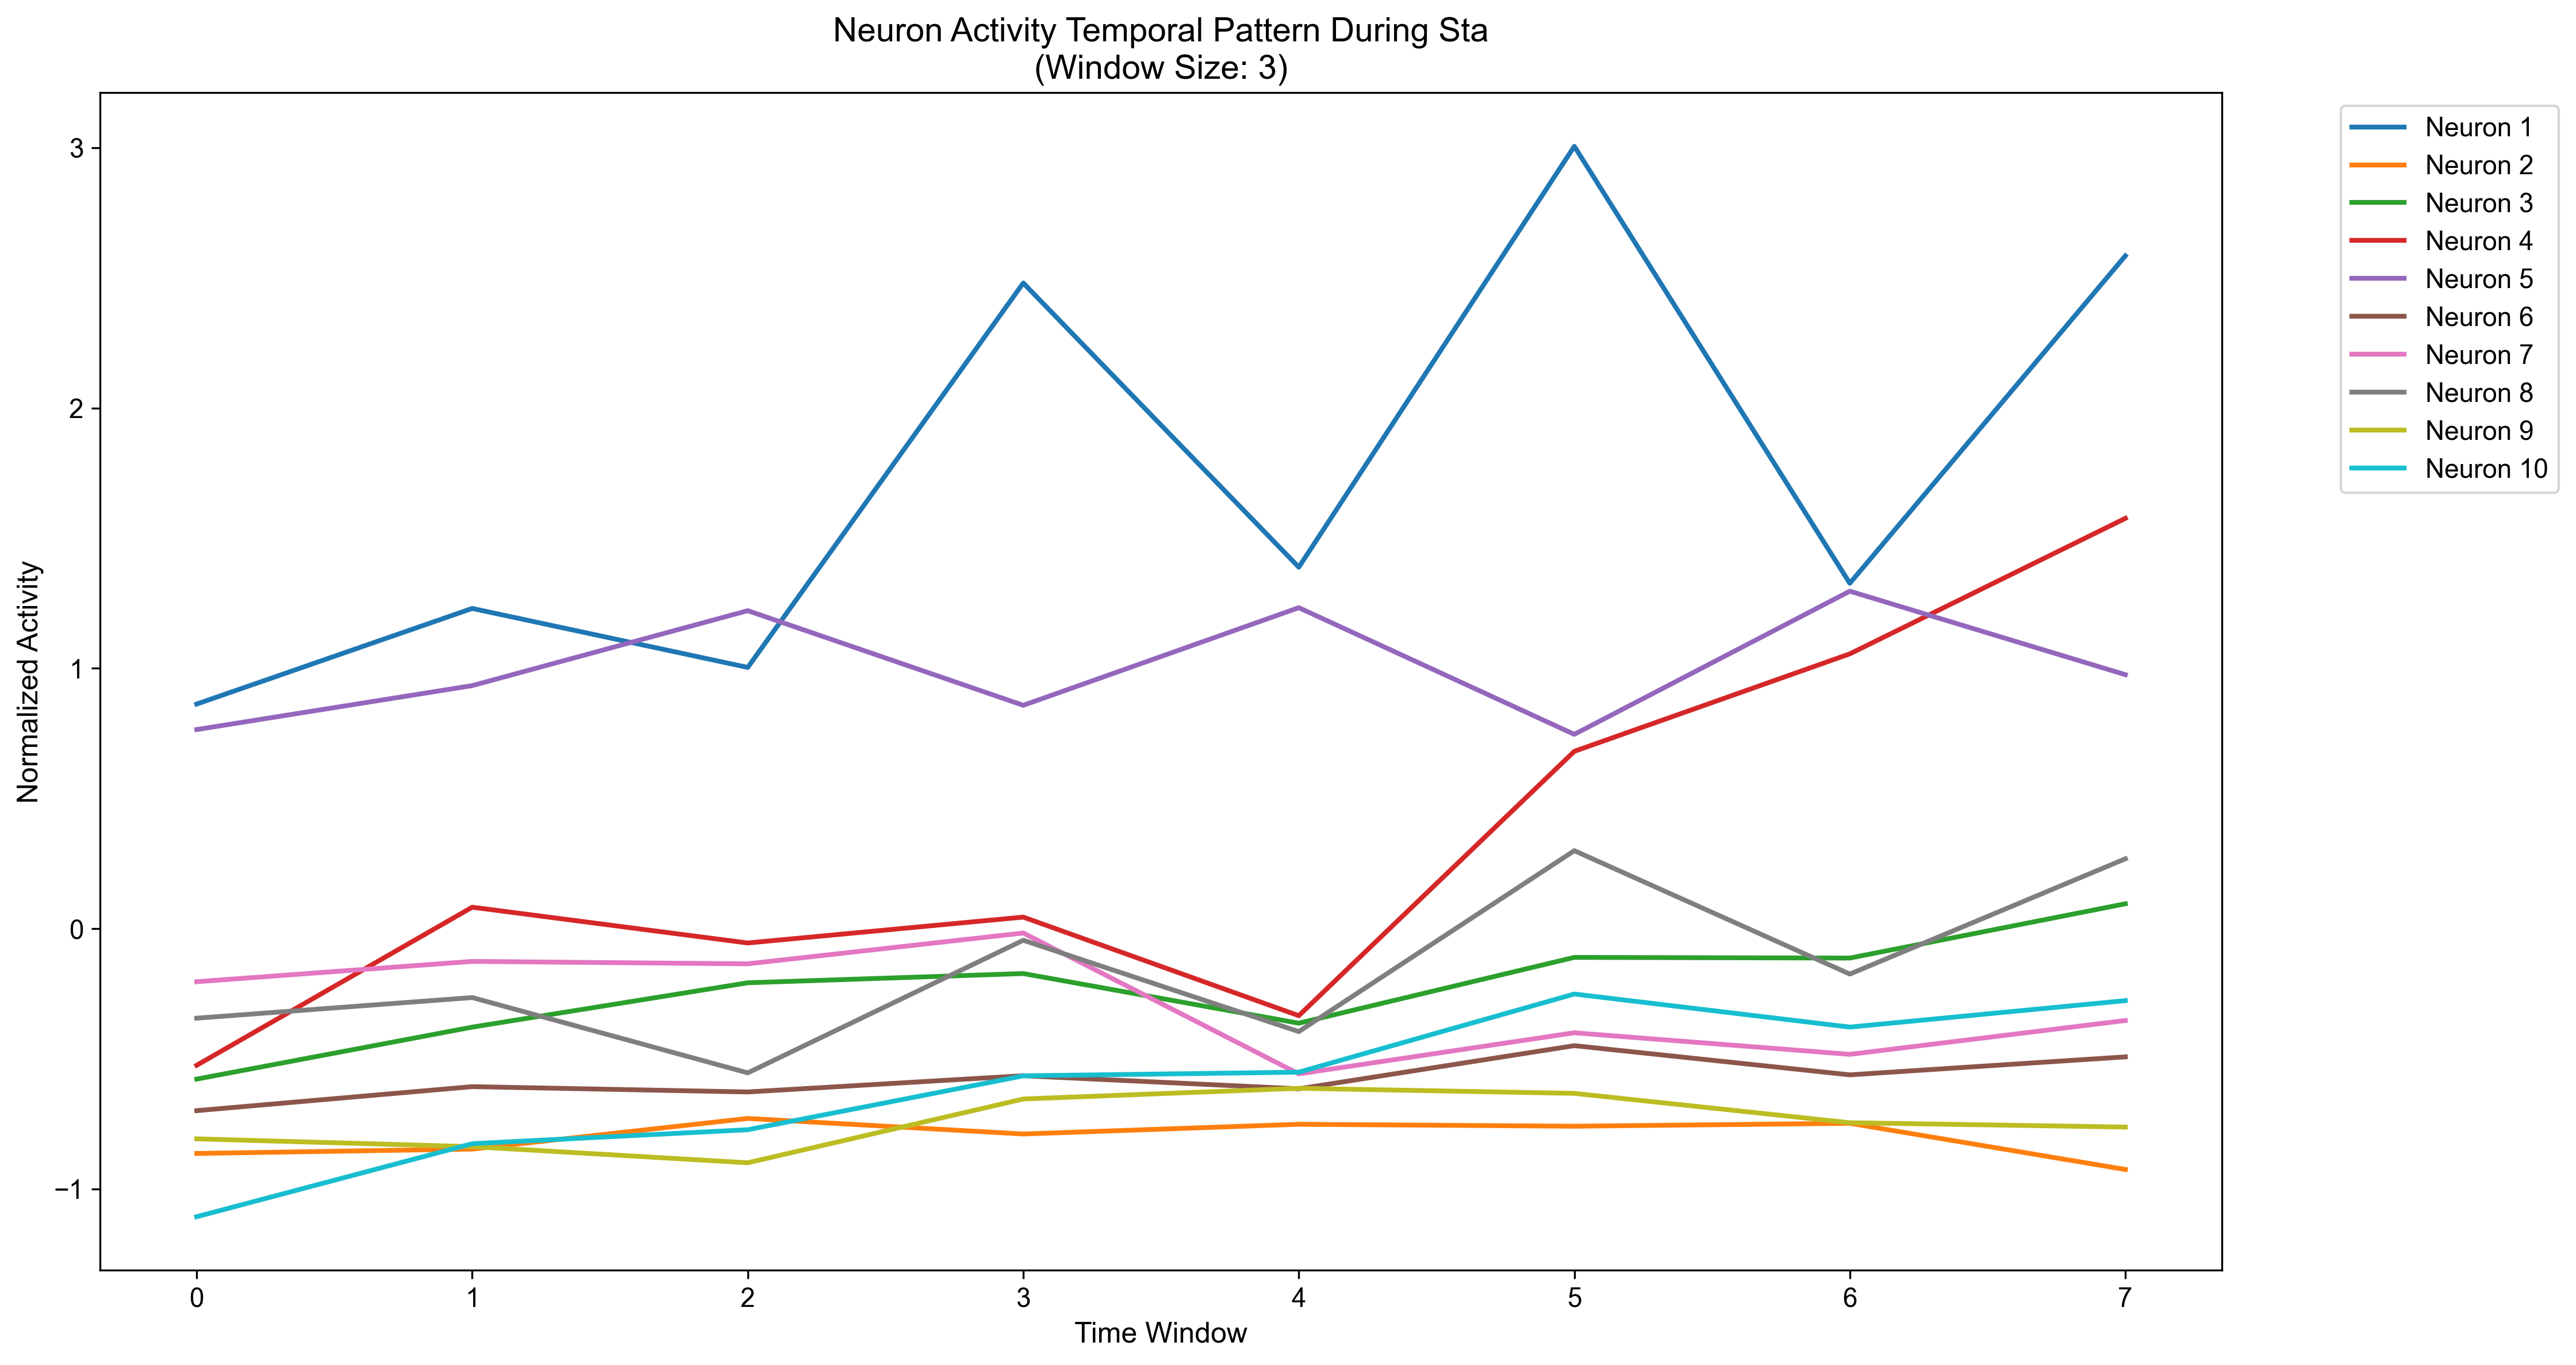 Neuron Activity Temporal Pattern During Sta
(Window Size: 3)
3
2
1
0
−1
Normalized Activity
0 1 2 3 4 5 6 7
Time Window
Neuron 1
Neuron 2
Neuron 3
Neuron 4
Neuron 5
Neuron 6
Neuron 7
Neuron 8
Neuron 9
Neuron 10